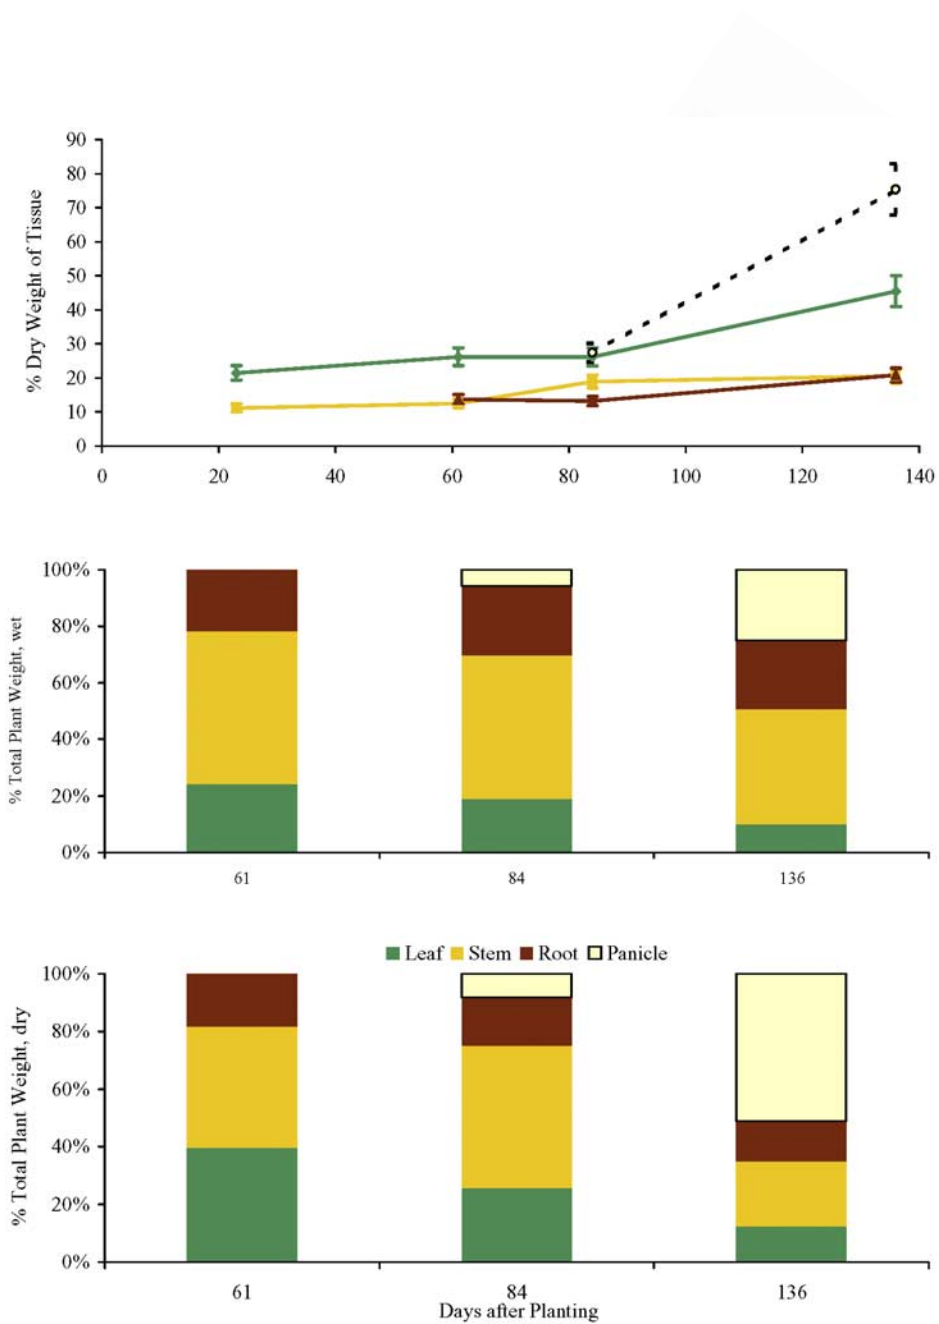 % Dry Weight of Tissue
90
80
70
60
50
40
30
20
10
0
0 20 40 60 80 100 120 140
% Total Plant Weight, wet
100%
80%
60%
40%
20%
0%
61 84 136
Leaf Stem Root Panicle
% Total Plant Weight, dry
100%
80%
60%
40%
20%
0%
61 84 136
Days after Planting